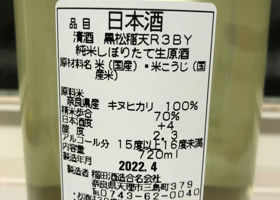 品目 日本酒
清酒 黒松稲天R3BY
純米しぼりたて生原酒
原材料名 米（国産）・米こうじ（国産米）
原料米
奈良県産 キヌヒカリ 100%
精米歩合 70%
日本酒度 +4
酸度 2.3
アルコール分 15度以上16度未満
内容量 720ml
製造年月 2022.4
製造者 稲田酒造合名会社
奈良県天理市三島町379
☎0743-62-0040